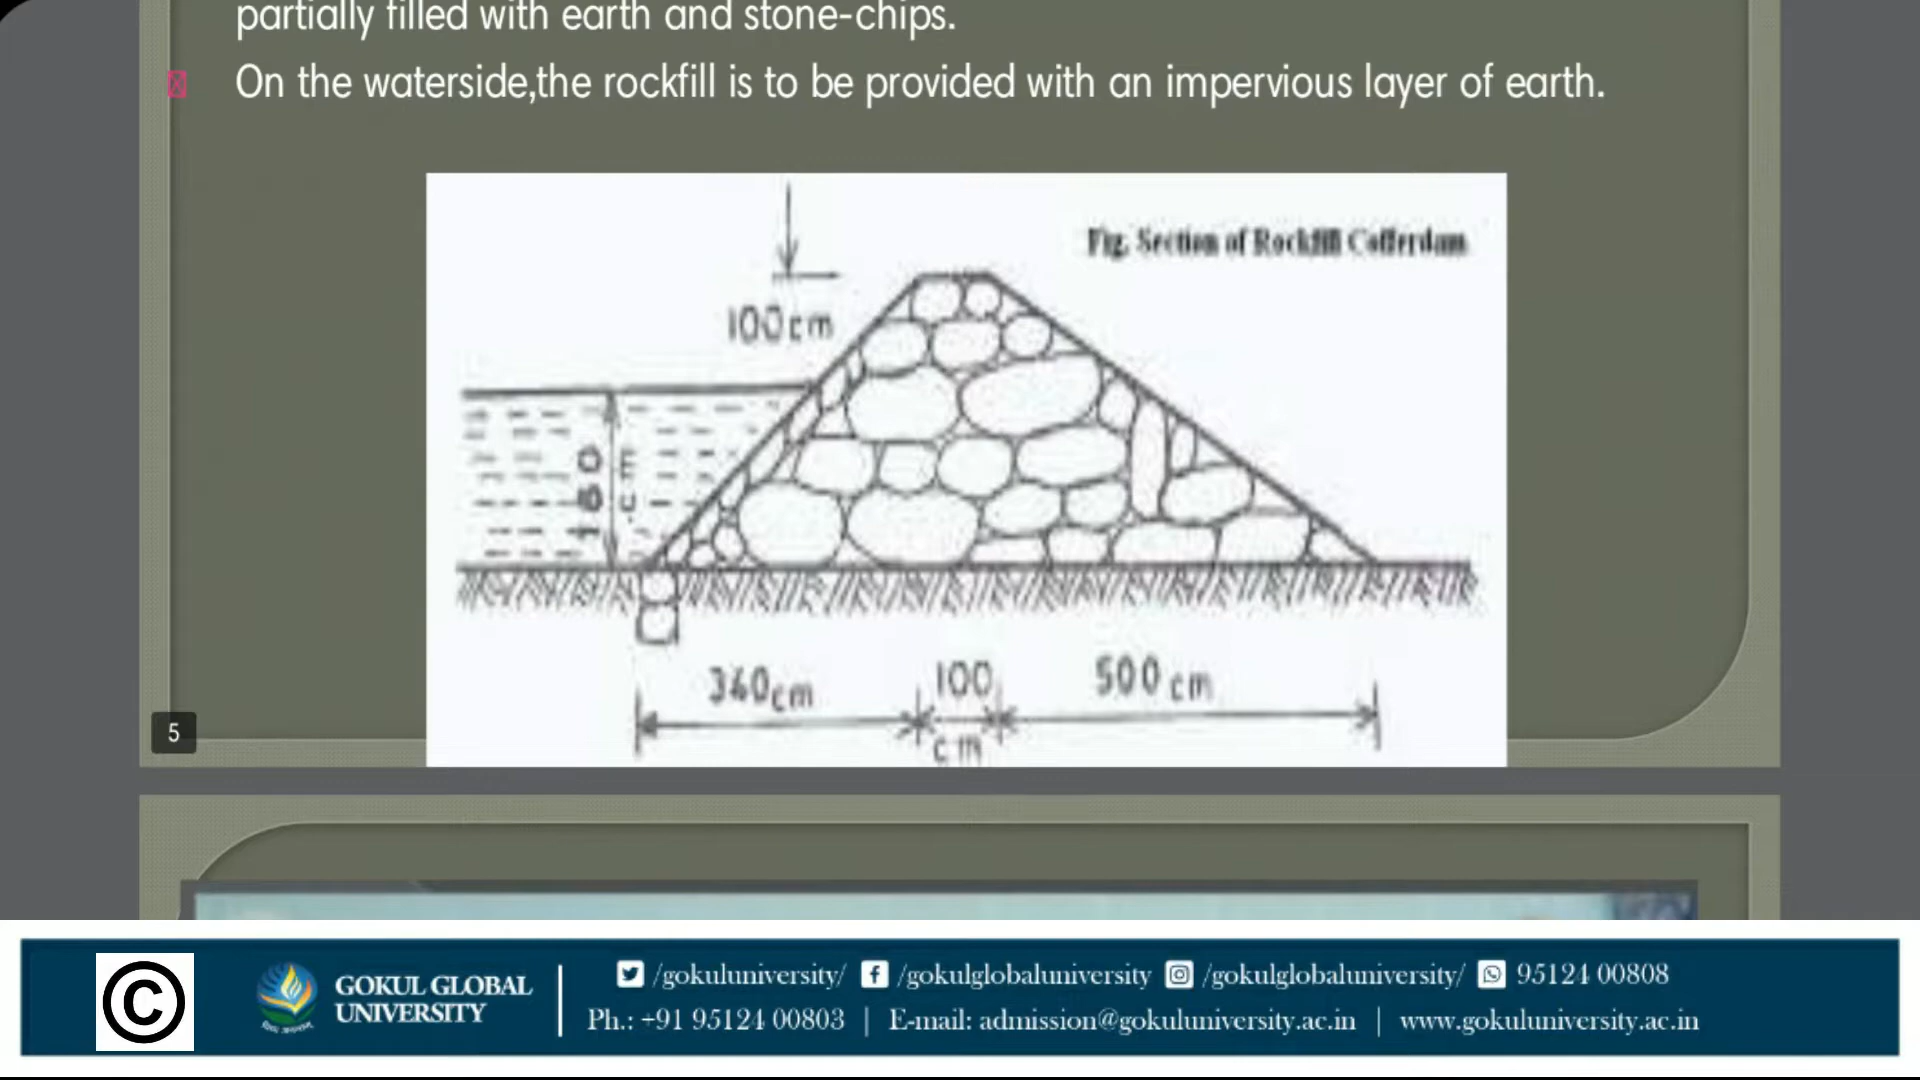 partially filled with earth and stone-chips.
On the waterside,the rockfill is to be provided with an impervious layer of earth.
Fig. Section of Rockfill Cofferdam
100cm
160 cm
340cm
100 cm
500 cm
5
GOKUL GLOBAL
UNIVERSITY
/gokuluniversity/ /gokulglobaluniversity /gokulglobaluniversity/ 95124 00808
Ph.: +91 95124 00803 | E-mail: admission@gokuluniversity.ac.in | www.gokuluniversity.ac.in